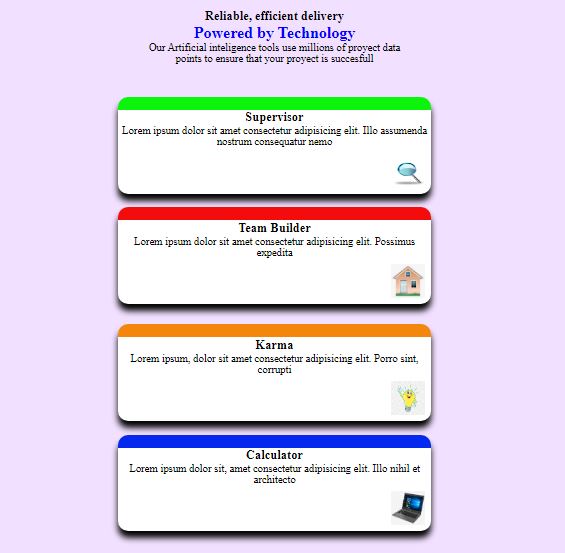 Reliable, efficient delivery
Powered by Technology
Our Artificial inteligence tools use millions of proyect data
points to ensure that your proyect is succesfull
Supervisor
Lorem ipsum dolor sit amet consectetur adipisicing elit. Illo assumenda
nostrum consequatur nemo
Team Builder
Lorem ipsum dolor sit amet consectetur adipisicing elit. Possimus
expedita
Karma
Lorem ipsum, dolor sit amet consectetur adipisicing elit. Porro sint,
corrupti
Calculator
Lorem ipsum dolor sit, amet consectetur adipisicing elit. Illo nihil et
architecto